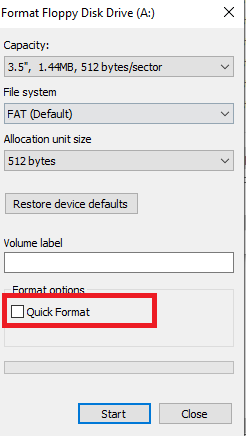 Format Floppy Disk Drive (A:)
Capacity:
3.5", 1.44MB, 512 bytes/sector
File system
FAT (Default)
Allocation unit size
512 bytes
Restore device defaults
Volume label
Format options
Quick Format
Start Close